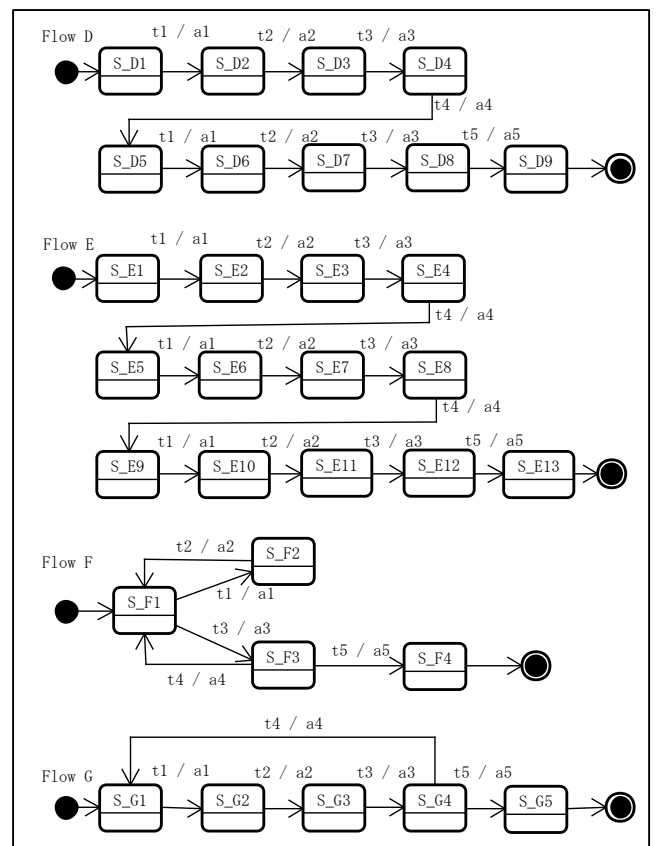 Flow D
t1 / a1 t2 / a2 t3 / a3
S_D1 S_D2 S_D3 S_D4
t4 / a4
t1 / a1 t2 / a2 t3 / a3 t5 / a5
S_D5 S_D6 S_D7 S_D8 S_D9
Flow E
t1 / a1 t2 / a2 t3 / a3
S_E1 S_E2 S_E3 S_E4
t4 / a4
t1 / a1 t2 / a2 t3 / a3
S_E5 S_E6 S_E7 S_E8
t4 / a4
t1 / a1 t2 / a2 t3 / a3 t5 / a5
S_E9 S_E10 S_E11 S_E12 S_E13
Flow F
t2 / a2 S_F2
S_F1 t1 / a1
t3 / a3
t4 / a4 S_F3 t5 / a5 S_F4
t4 / a4
Flow G
t1 / a1 t2 / a2 t3 / a3 t5 / a5
S_G1 S_G2 S_G3 S_G4 S_G5